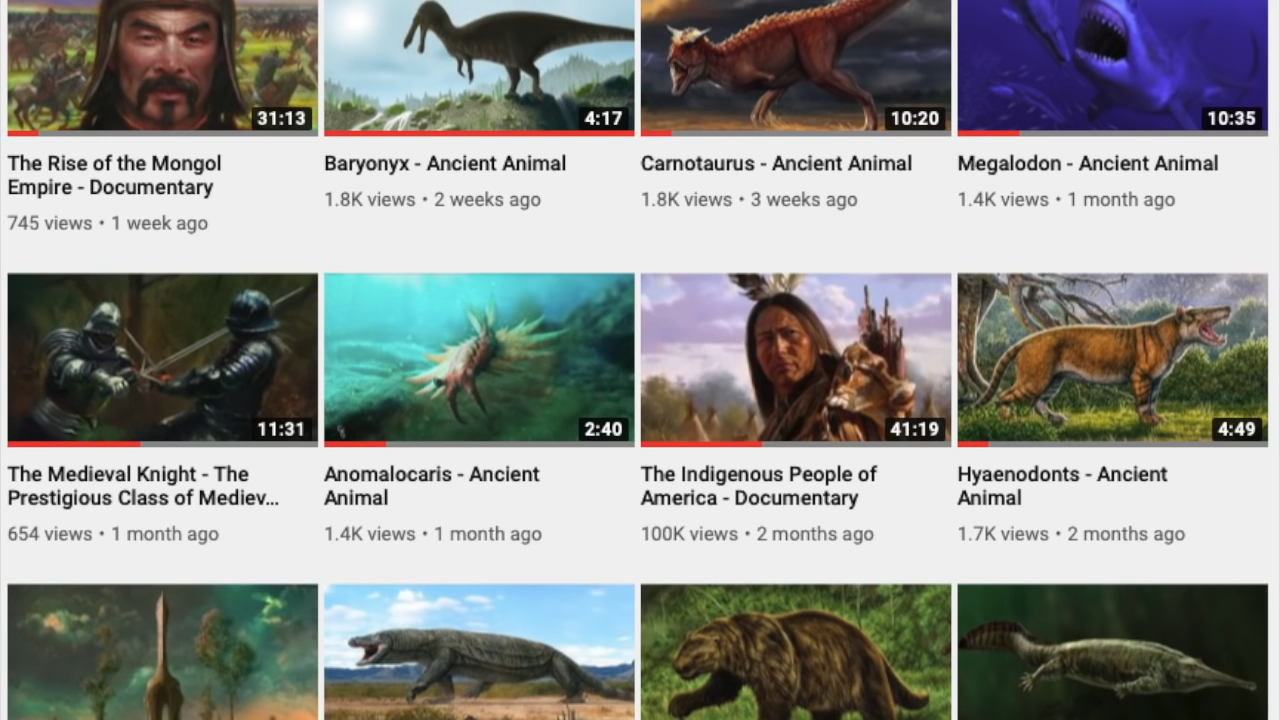 31:13
4:17
10:20
10:35
The Rise of the Mongol
Empire - Documentary
745 views • 1 week ago
Baryonyx - Ancient Animal
1.8K views • 2 weeks ago
Carnotaurus - Ancient Animal
1.8K views • 3 weeks ago
Megalodon - Ancient Animal
1.4K views • 1 month ago
11:31
2:40
41:19
4:49
The Medieval Knight - The
Prestigious Class of Mediev...
654 views • 1 month ago
Anomalocaris - Ancient
Animal
1.4K views • 1 month ago
The Indigenous People of
America - Documentary
100K views • 2 months ago
Hyaenodonts - Ancient
Animal
1.7K views • 2 months ago